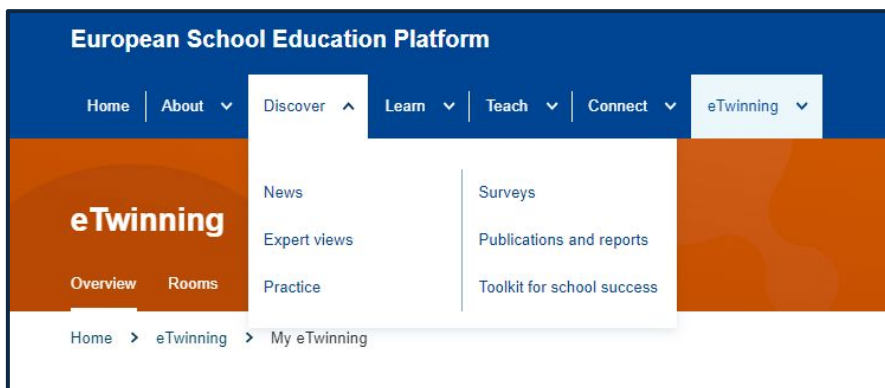 European School Education Platform
Home About Discover Learn Teach Connect eTwinning
News Surveys
eTwinning
Expert views Publications and reports
Overview Rooms
Practice Toolkit for school success
Home > eTwinning > My eTwinning